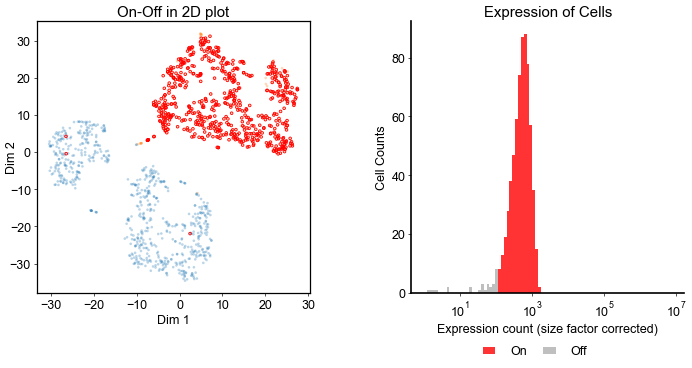 On-Off in 2D plot
Dim 2
30
20
10
0
−10
−20
−30
−30
−20
−10
0
10
20
30
Dim 1
Expression of Cells
Cell Counts
80
60
40
20
0
10^1
10^3
10^5
10^7
Expression count (size factor corrected)
On
Off